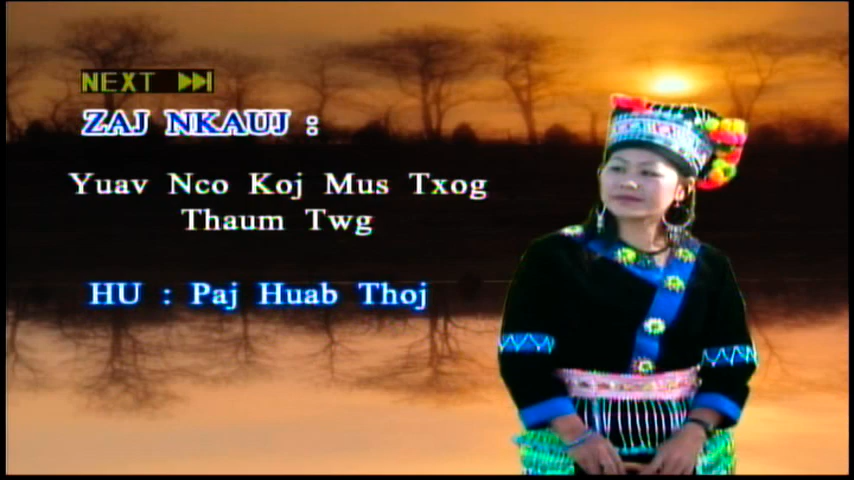 NEXT
ZAJ NKAUJ :
Yuav Nco Koj Mus Txog
Thaum Twg
HU : Paj Huab Thoj